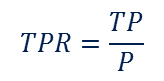 TPR = TP/P